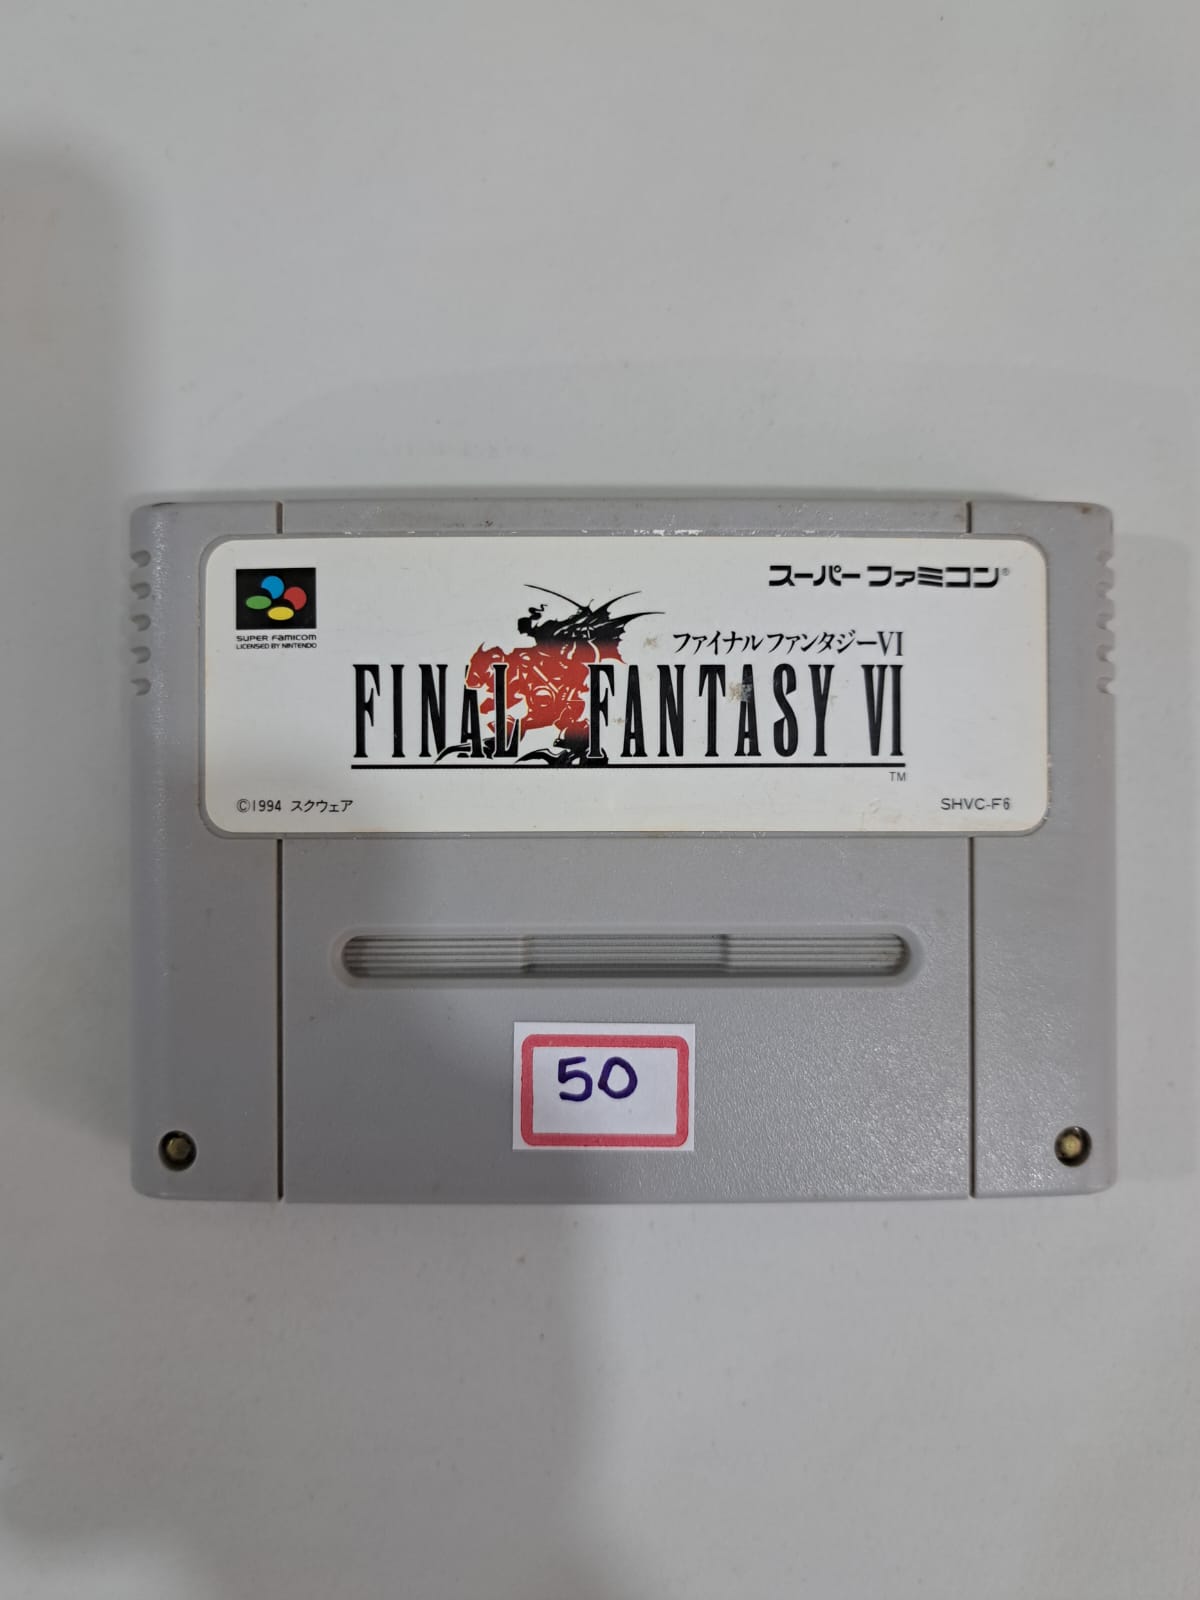 スーパーファミコン®
SUPER FAMICOM
LICENSED BY NINTENDO
ファイナルファンタジーVI
FINAL FANTASY VI
TM
©1994 スクウェア
SHVC-F6
50